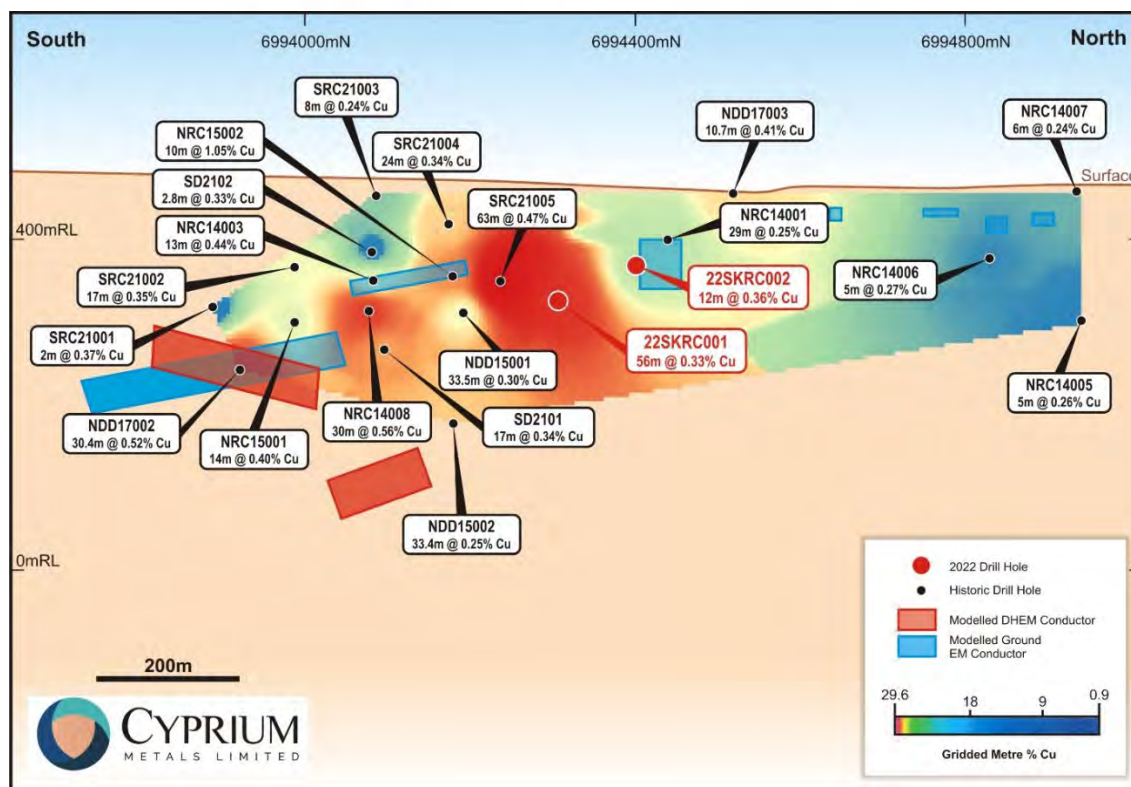 South
6994000mN
6994400mN
6994800mN
North
SRC21003
8m @ 0.24% Cu
NRC15002
10m @ 1.05% Cu
SRC21004
24m @ 0.34% Cu
NDD17003
10.7m @ 0.41% Cu
NRC14007
6m @ 0.24% Cu
SD2102
2.8m @ 0.33% Cu
SRC21005
63m @ 0.47% Cu
Surface
400mRL
NRC14003
13m @ 0.44% Cu
NRC14001
29m @ 0.25% Cu
SRC21002
17m @ 0.35% Cu
22SKRC002
12m @ 0.36% Cu
NRC14006
5m @ 0.27% Cu
SRC21001
2m @ 0.37% Cu
NDD15001
33.5m @ 0.30% Cu
22SKRC001
56m @ 0.33% Cu
NDD17002
30.4m @ 0.52% Cu
NRC15001
14m @ 0.40% Cu
NRC14008
30m @ 0.56% Cu
SD2101
17m @ 0.34% Cu
NRC14005
5m @ 0.26% Cu
NDD15002
33.4m @ 0.25% Cu
0mRL
2022 Drill Hole
Historic Drill Hole
Modelled DHEM Conductor
Modelled Ground
EM Conductor
29.6 18 9 0.9
Gridded Metre % Cu
200m
CYPRIUM
METALS LIMITED